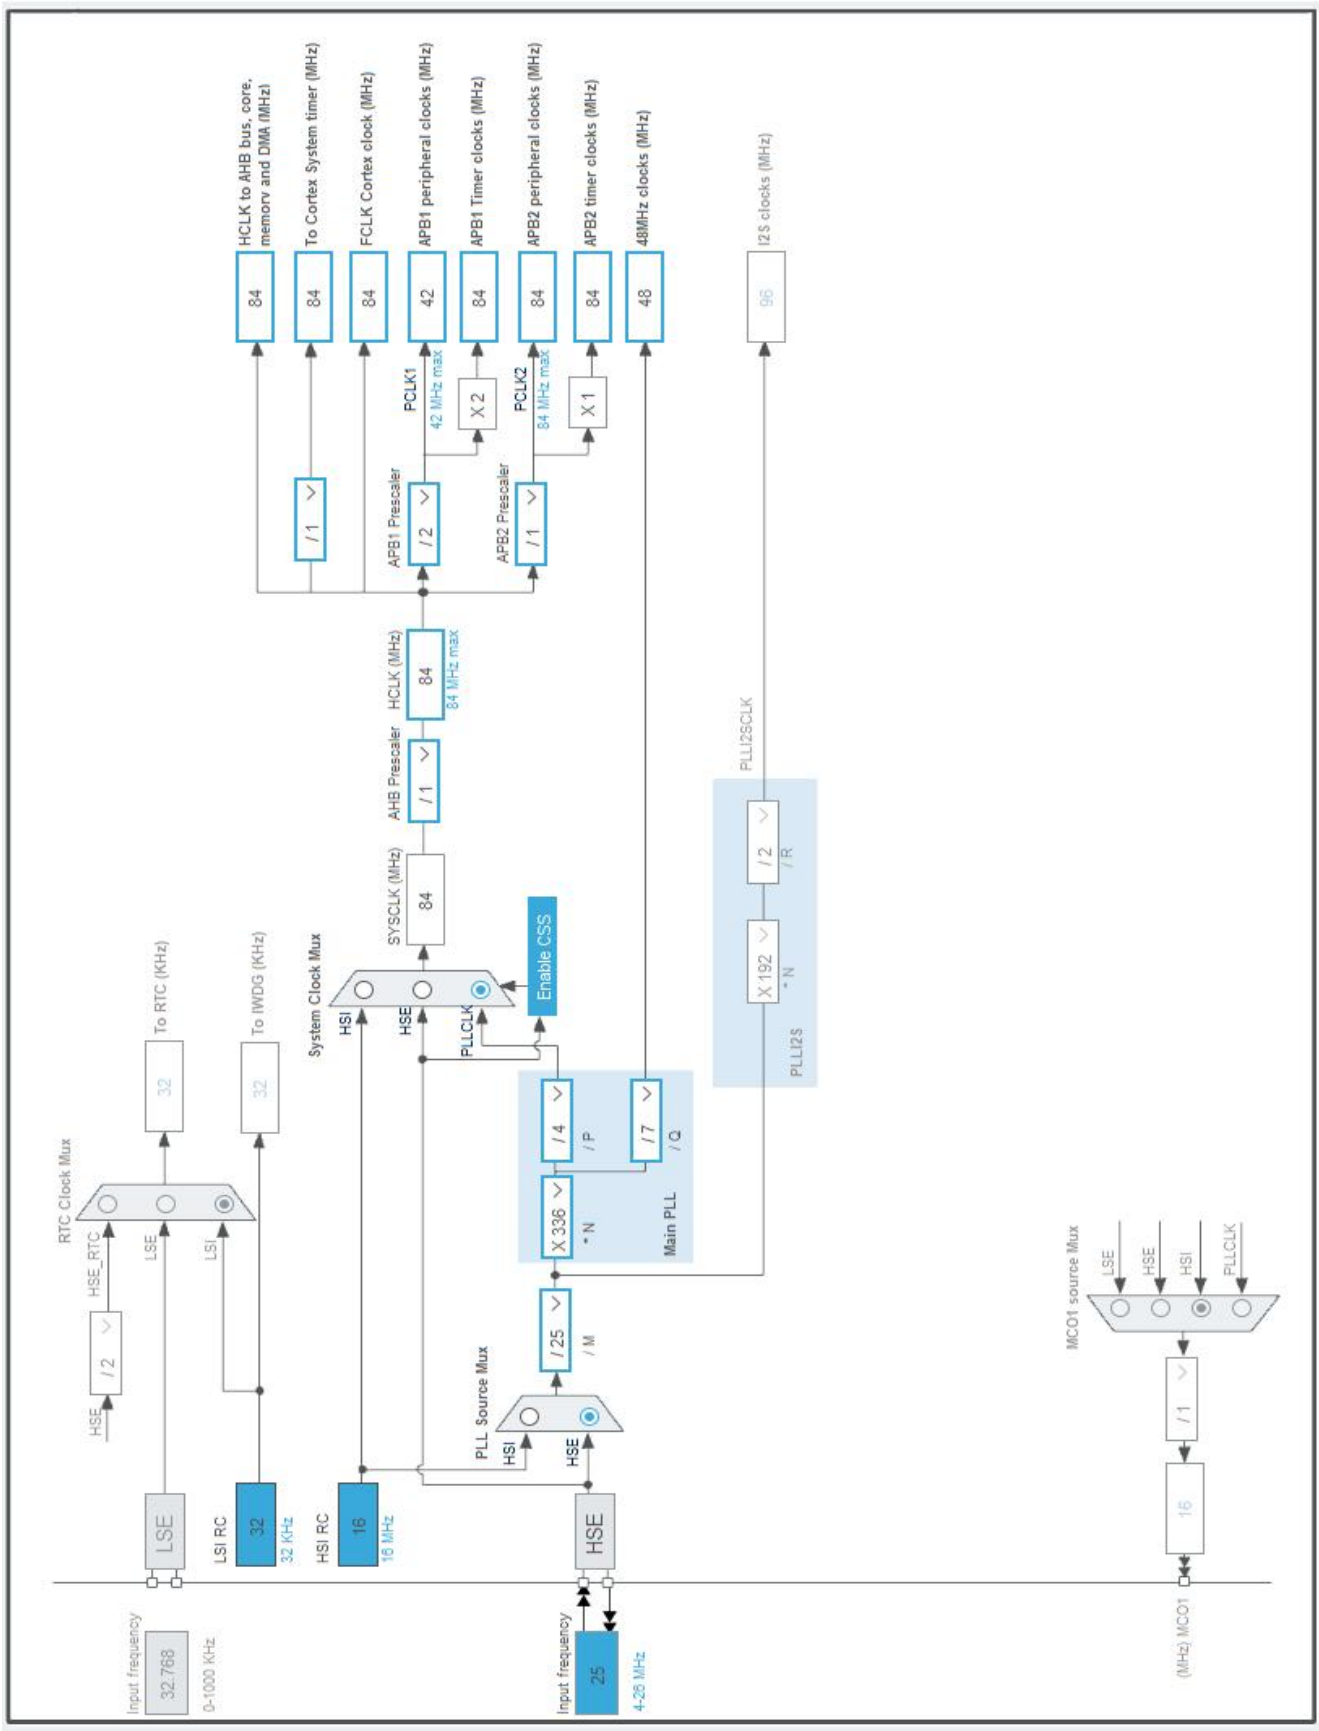 Input frequency
32.768
0-1000 KHz
LSE
HSE
/ 2
HSE_RTC
RTC Clock Mux
LSE
LSI
32
To RTC (KHz)
LSI RC
32
32 KHz
32
To IWDG (KHz)
HSI RC
16
16 MHz
Input frequency
25
4-26 MHz
HSE
PLL Source Mux
HSI
HSE
/ 25
/ M
X 336
* N
/ 4
/ P
/ 7
/ Q
Main PLL
System Clock Mux
HSI
HSE
PLLCLK
Enable CSS
SYSCLK (MHz)
84
AHB Prescaler
/ 1
HCLK (MHz)
84
84 MHz max
/ 1
APB1 Prescaler
/ 2
PCLK1
42 MHz max
X 2
APB2 Prescaler
/ 1
PCLK2
84 MHz max
X 1
84
HCLK to AHB bus, core,
memory and DMA (MHz)
84
To Cortex System timer (MHz)
84
FCLK Cortex clock (MHz)
42
APB1 peripheral clocks (MHz)
84
APB1 Timer clocks (MHz)
84
APB2 peripheral clocks (MHz)
84
APB2 timer clocks (MHz)
48
48MHz clocks (MHz)
PLLI2S
X 192
* N
/ 2
/ R
PLLI2SCLK
96
I2S clocks (MHz)
MCO1 source Mux
LSE
HSE
HSI
PLLCLK
/ 1
16
(MHz) MCO1